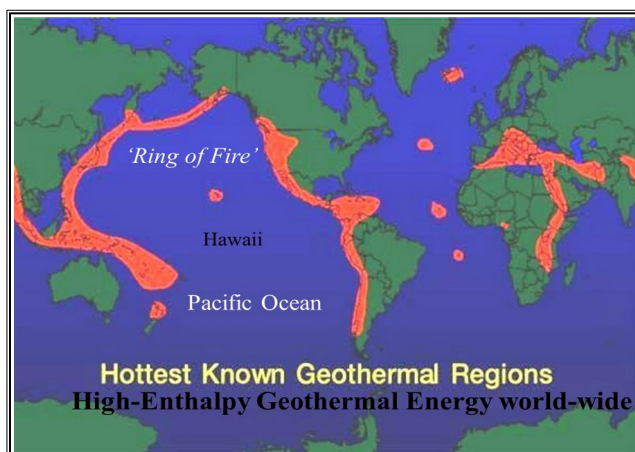 ‘Ring of Fire’
Hawaii
Pacific Ocean
Hottest Known Geothermal Regions
High-Enthalpy Geothermal Energy world-wide